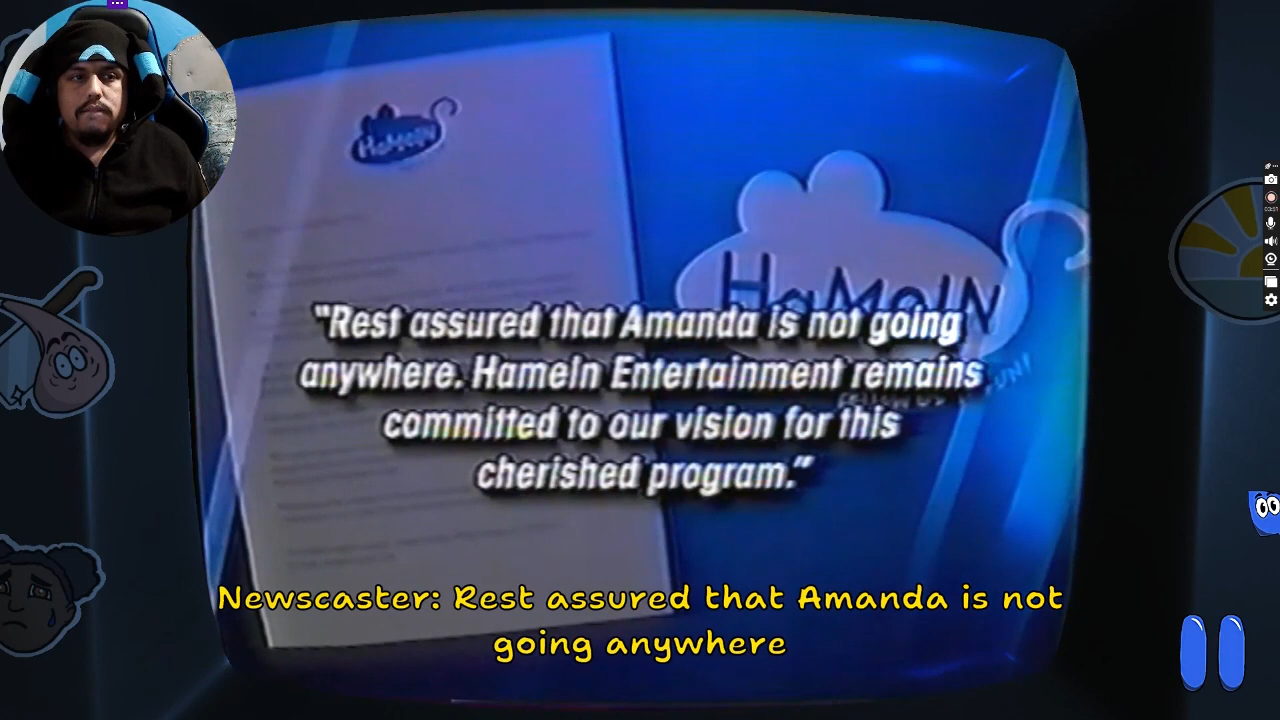 HaMeIN
HaMeIN
"Rest assured that Amanda is not going
anywhere. Hameln Entertainment remains
committed to our vision for this
cherished program."
Newscaster: Rest assured that Amanda is not
going anywhere